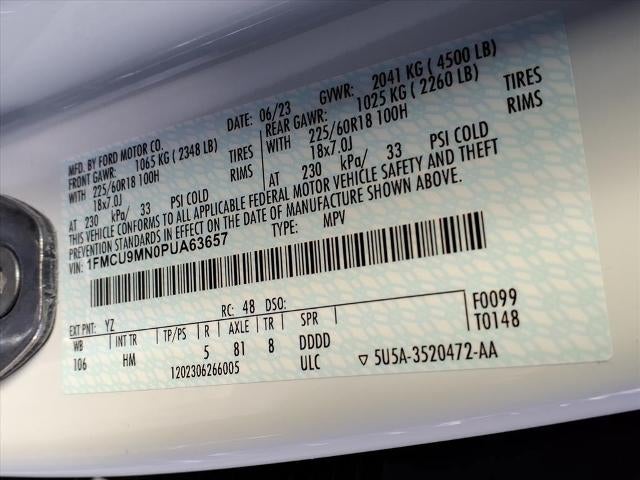 MFD. BY FORD MOTOR CO. DATE: 06/23 GVWR: 2041 KG ( 4500 LB)
FRONT GAWR: 1065 KG ( 2348 LB) REAR GAWR: 1025 KG ( 2260 LB)
WITH 225/60R18 100H TIRES WITH 225/60R18 100H TIRES
18x7.0J RIMS 18x7.0J RIMS
AT 230 kPa/ 33 PSI COLD AT 230 kPa/ 33 PSI COLD
THIS VEHICLE CONFORMS TO ALL APPLICABLE FEDERAL MOTOR VEHICLE SAFETY AND THEFT
PREVENTION STANDARDS IN EFFECT ON THE DATE OF MANUFACTURE SHOWN ABOVE.
VIN: 1FMCU9MN0PUA63657 TYPE: MPV
EXT PNT: YZ RC: 48 DSO: F0099
WB INT TR TP/PS R AXLE TR SPR T0148
106 HM 5 81 8 DDDD
1202306266005 ULC ▽ 5U5A-3520472-AA